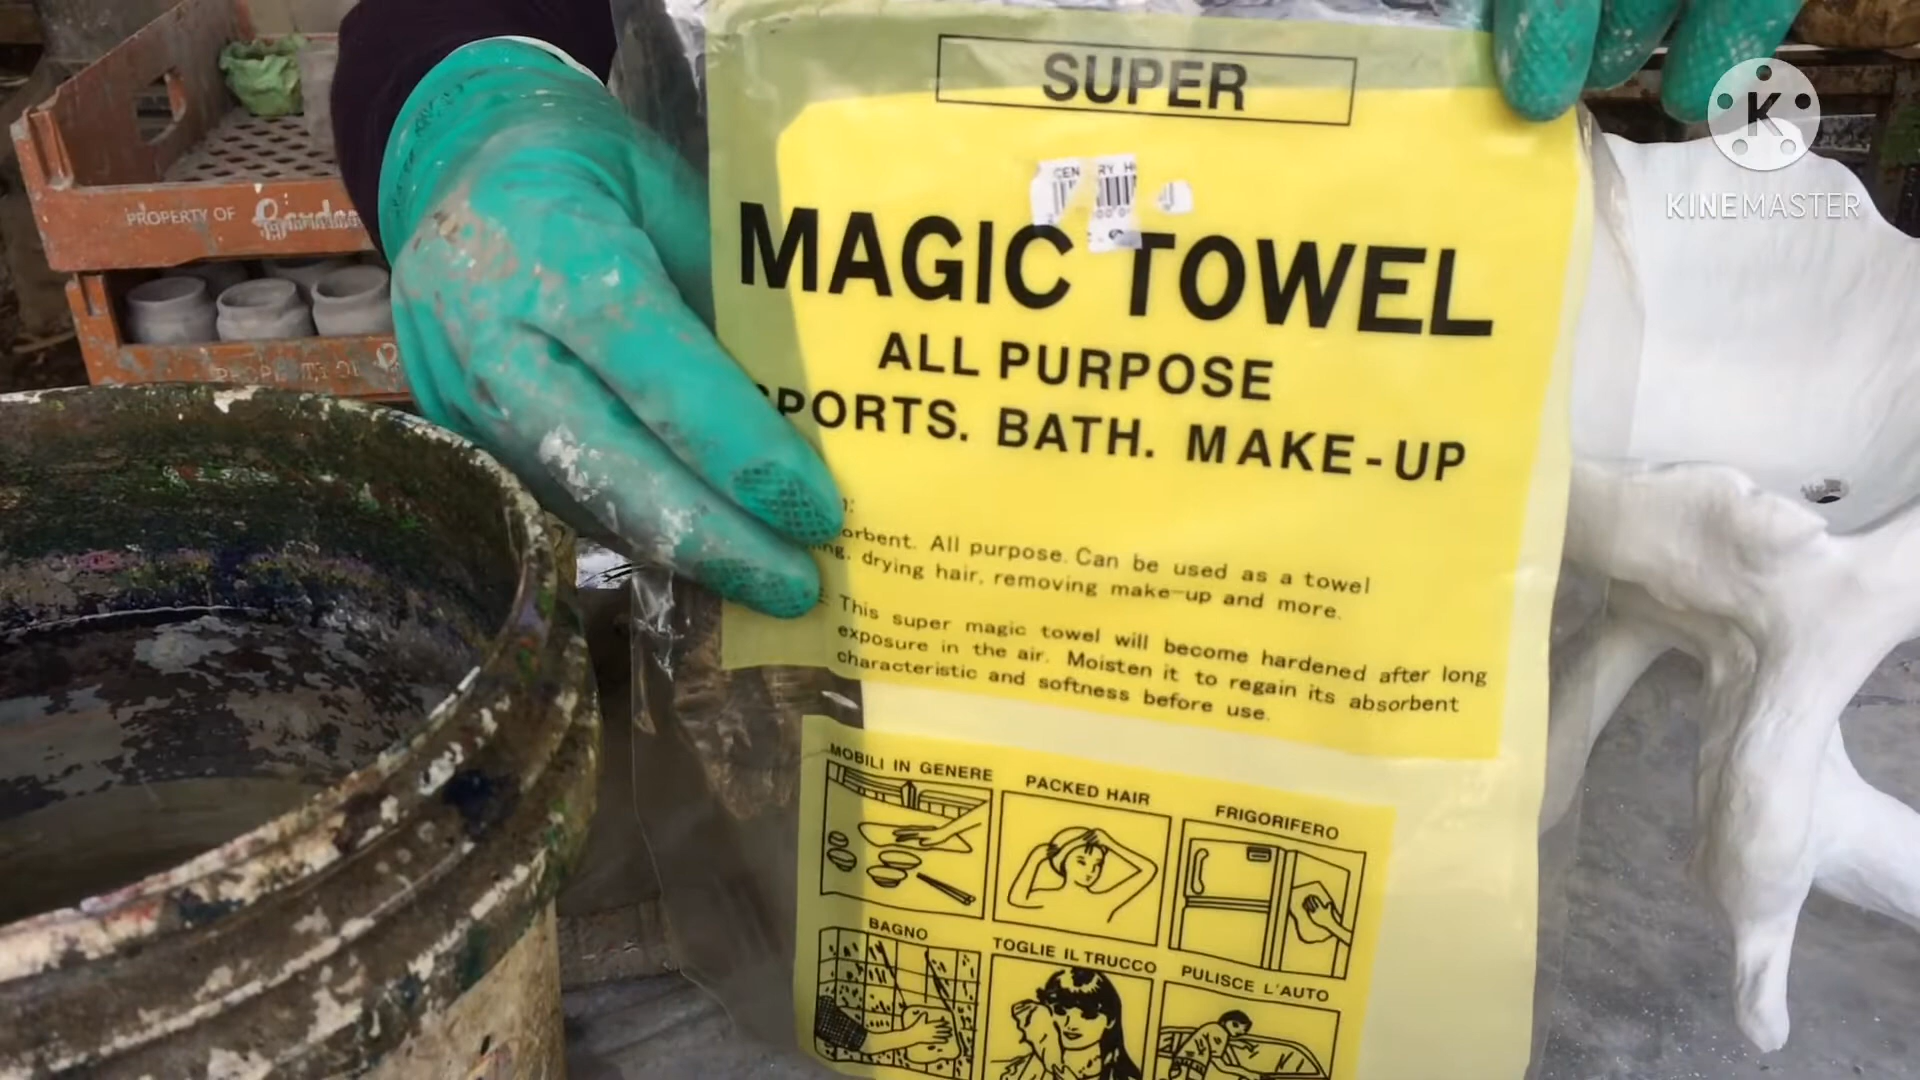 SUPER
KINEMASTER
PROPERTY OF
MAGIC TOWEL
ALL PURPOSE
SPORTS. BATH. MAKE-UP
orbent. All purpose. Can be used as a towel
drying hair, removing make-up and more.
This super magic towel will become hardened after long
exposure in the air. Moisten it to regain its absorbent
characteristic and softness before use.
MOBILI IN GENERE
PACKED HAIR
FRIGORIFERO
BAGNO
TOGLIE IL TRUCCO
PULISCE L'AUTO